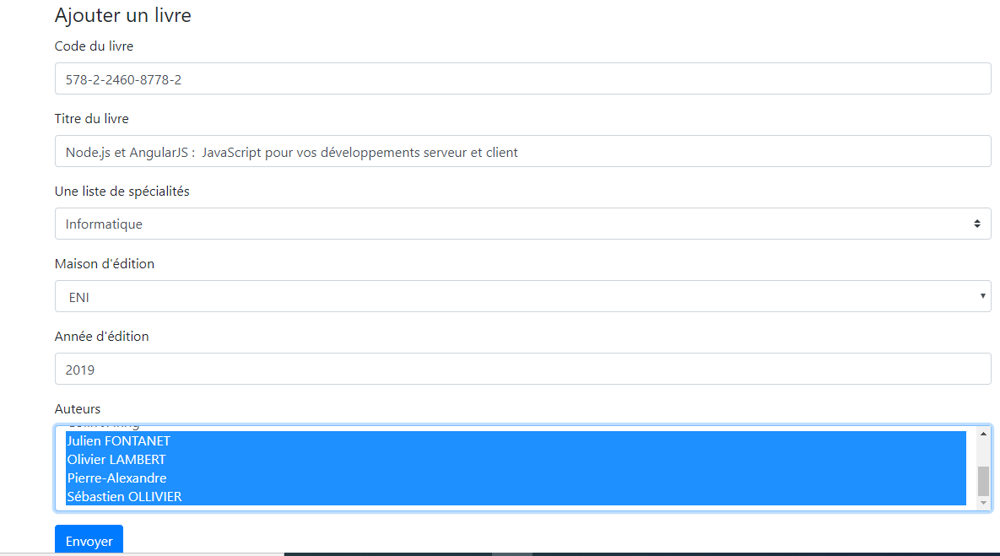 Ajouter un livre
Code du livre
578-2-2460-8778-2
Titre du livre
Node.js et AngularJS :  JavaScript pour vos développements serveur et client
Une liste de spécialités
Informatique
Maison d'édition
ENI
Année d'édition
2019
Auteurs
Julien FONTANET
Olivier LAMBERT
Pierre-Alexandre
Sébastien OLLIVIER
Envoyer